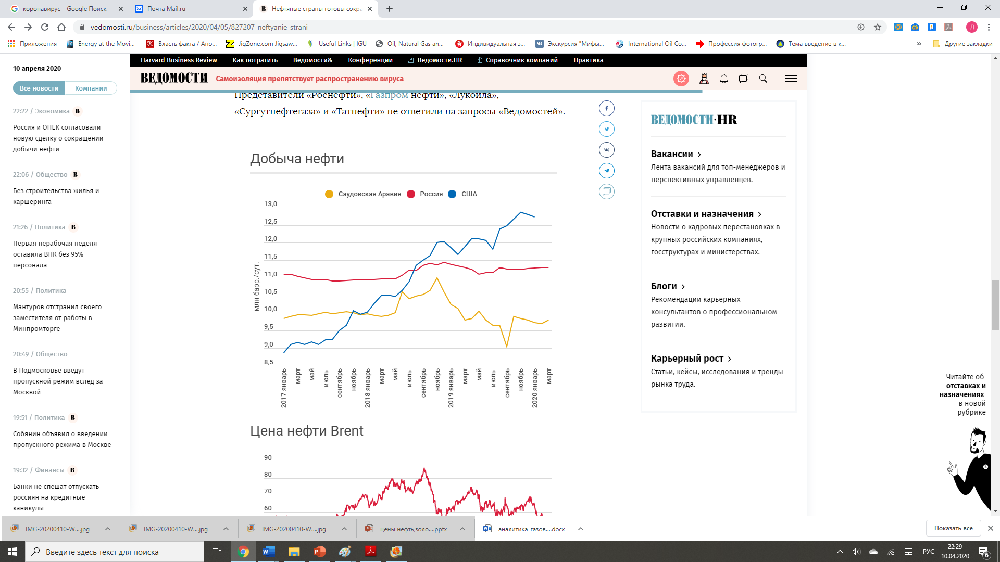 коронавирус – Google Поиск
Почта Mail.ru
Нефтяные страны готовы сокра
vedomosti.ru/business/articles/2020/04/05/827207-neftyanie-strani
Л
Приложения
Energy at the Movi...
Власть факта / Ано...
JigZone.com Jigsaw...
Useful Links | IGU
Oil, Natural Gas an...
Индивидуальная э...
Экскурсия "Мифы...
International Oil Co...
Профессия фотогр...
Тема введение в к...
»
Другие закладки
10 апреля 2020
Все новости
Компании
22:22 / Экономика В
Россия и ОПЕК согласовали
новую сделку о сокращении
добычи нефти
22:06 / Общество В
Без строительства жилья и
каршеринга
21:26 / Политика В
Первая нерабочая неделя
оставила ВПК без 95%
персонала
20:55 / Политика
Мантуров отстранил своего
заместителя от работы в
Минпромторге
20:49 / Общество
В Подмосковье введут
пропускной режим вслед за
Москвой
19:51 / Политика В
Собянин объявил о введении
пропускного режима в Москве
19:32 / Финансы В
Банки не спешат отпускать
россиян на кредитные
каникулы
Harvard Business Review
Как потратить
Ведомости&
Конференции
Ведомости.HR
Справочник компаний
Практика
ВЕДОМОСТИ
Самоизоляция препятствует распространению вируса
Представители «Роснефти», «Газпром нефти», «Лукойла»,
«Сургутнефтегаза» и «Татнефти» не ответили на запросы «Ведомостей».
Добыча нефти
Саудовская Аравия
Россия
США
млн барр./сут.
13,0
12,5
12,0
11,5
11,0
10,5
10,0
9,5
9,0
8,5
2017 январь
март
май
июль
сентябрь
ноябрь
2018 январь
март
май
июль
сентябрь
ноябрь
2019 январь
март
май
июль
сентябрь
ноябрь
2020 январь
март
Цена нефти Brent
90
80
70
60
ВЕДОМОСТИ·HR
Вакансии
Лента вакансий для топ-менеджеров и
перспективных управленцев.
Отставки и назначения
Новости о кадровых перестановках в
крупных российских компаниях,
госструктурах и министерствах.
Блоги
Рекомендации карьерных
консультантов о профессиональном
развитии.
Карьерный рост
Статьи, кейсы, исследования и тренды
рынка труда.
Читайте об
отставках и
назначениях
в новой
рубрике
В
IMG-20200410-W....jpg
IMG-20200410-W....jpg
IMG-20200410-W....jpg
цены нефть,золо....pptx
аналитика_газов....docx
Показать все
Введите здесь текст для поиска
РУС
22:29
10.04.2020
6